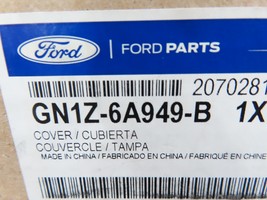 Ford
FORD PARTS
2070281
GN1Z-6A949-B 1X
COVER / CUBIERTA
COUVERCLE / TAMPA
MADE IN CHINA / FABRICADO EN CHINA / FABRIQUÉ EN CHINE